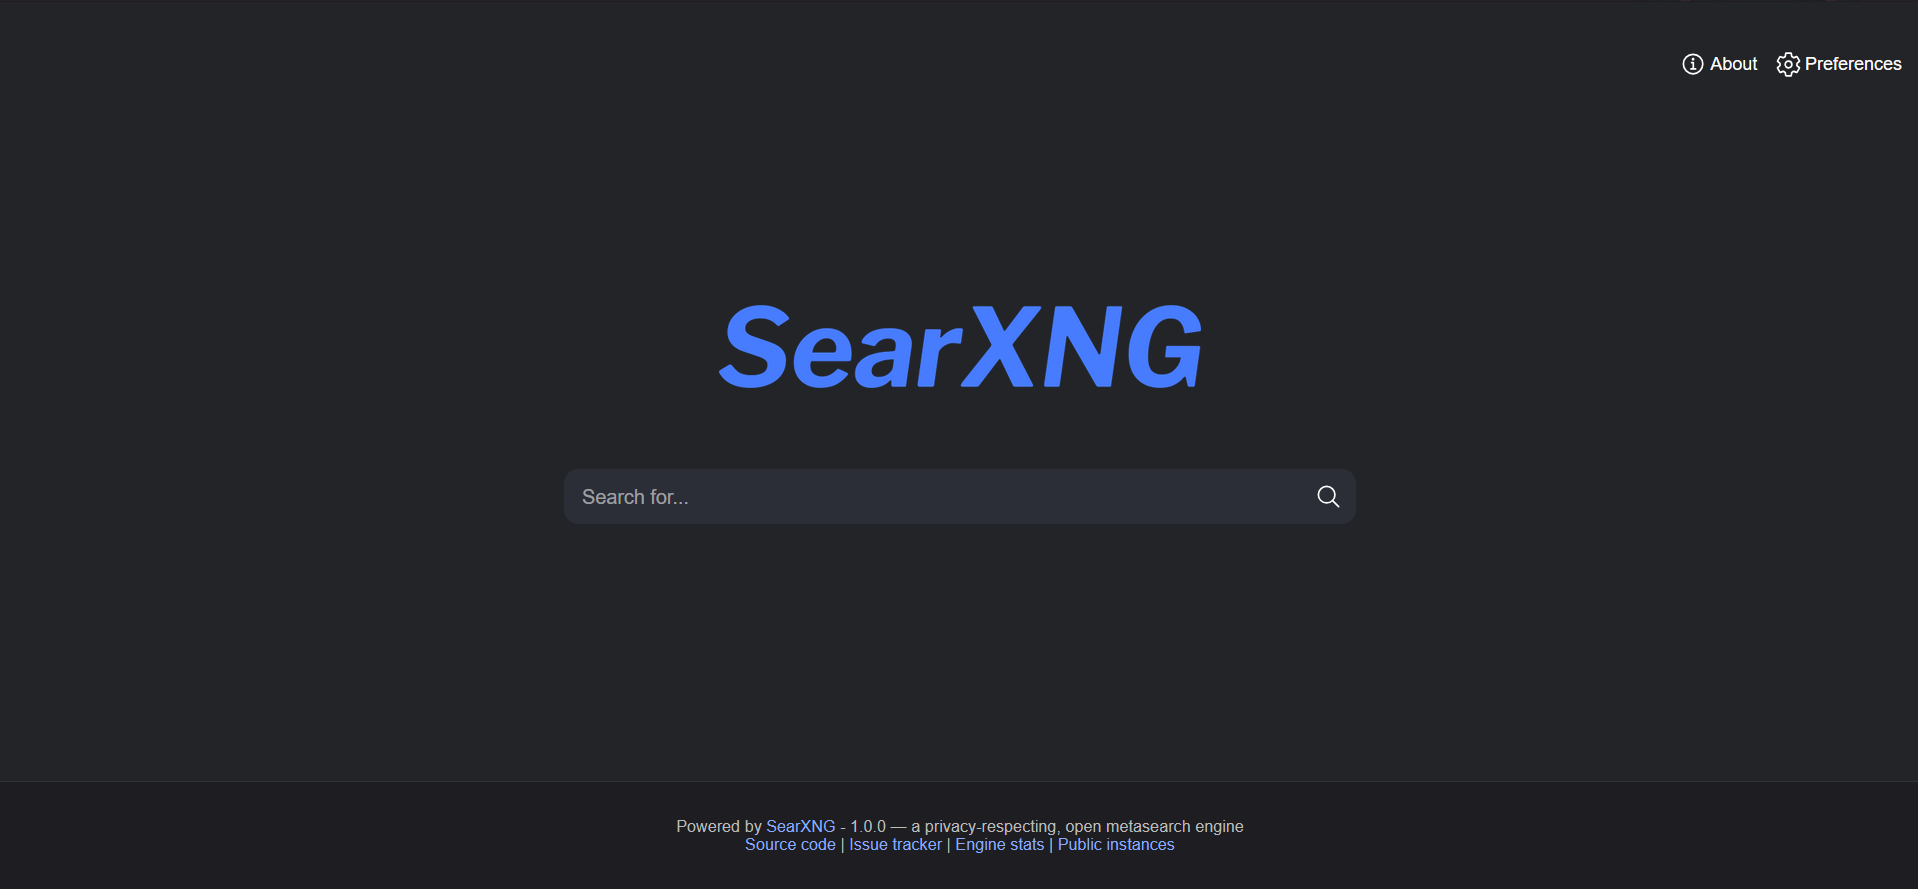 About Preferences
SearXNG
Search for...
Powered by SearXNG - 1.0.0 — a privacy-respecting, open metasearch engine
Source code | Issue tracker | Engine stats | Public instances